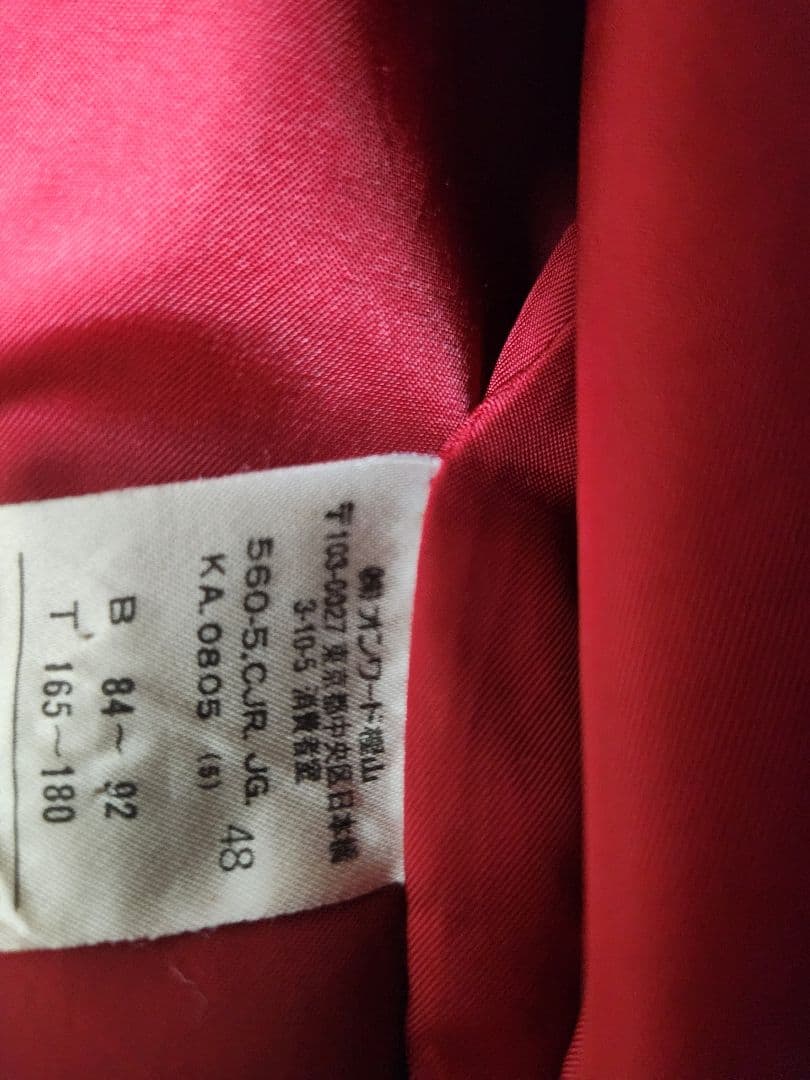 ㈱オンワード樫山
〒103-0027 東京都中央区日本橋
3-10-5 消費者室
560-5.CJR. JG. 48
KA.0805 (S)
B 84~92
T 165~180